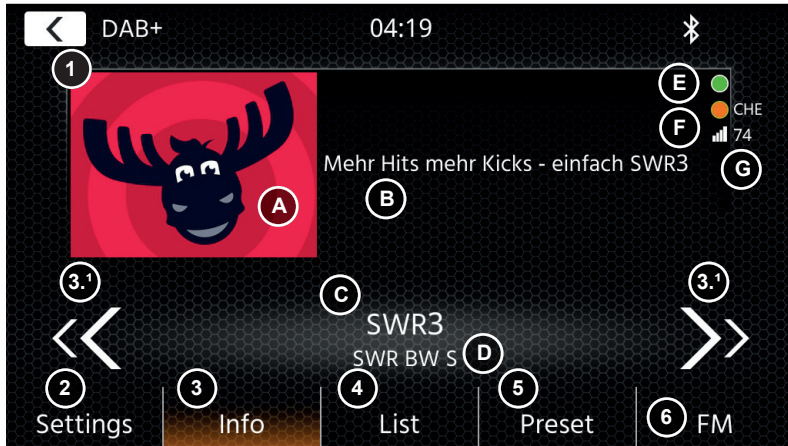 DAB+ 04:19
1
E
F CHE
74
G
Mehr Hits mehr Kicks - einfach SWR3
A
B
3.¹ 3.¹
C
SWR3
SWR BW S D
2 3 4 5 6
Settings Info List Preset FM